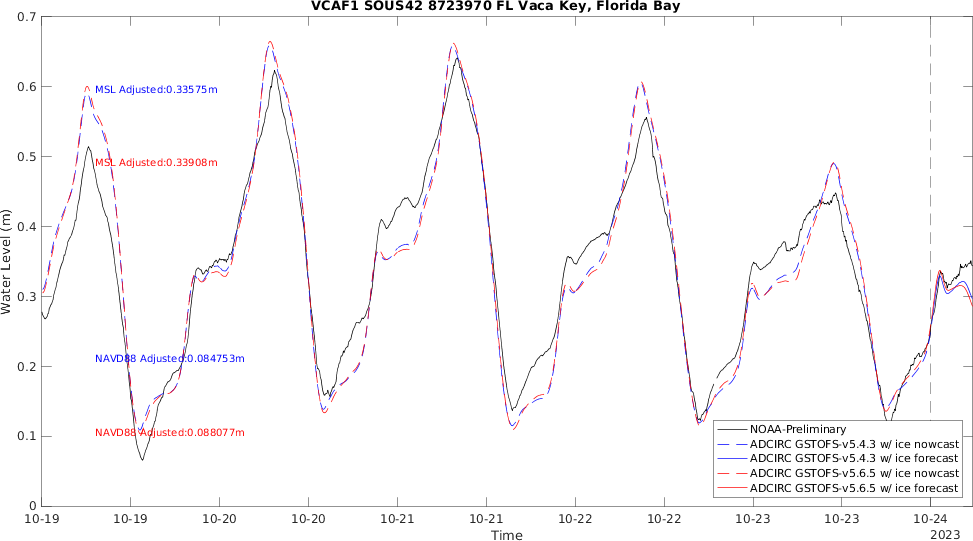 VCAF1 SOUS42 8723970 FL Vaca Key, Florida Bay
0.7
0.6
0.5
0.4
0.3
0.2
0.1
0
Water Level (m)
MSL Adjusted:0.33575m
MSL Adjusted:0.33908m
NAVD88 Adjusted:0.084753m
NAVD88 Adjusted:0.088077m
NOAA-Preliminary
ADCIRC GSTOFS-v5.4.3 w/ ice nowcast
ADCIRC GSTOFS-v5.4.3 w/ ice forecast
ADCIRC GSTOFS-v5.6.5 w/ ice nowcast
ADCIRC GSTOFS-v5.6.5 w/ ice forecast
10-19 10-19 10-20 10-20 10-21 10-21 10-22 10-22 10-23 10-23 10-24
Time
2023